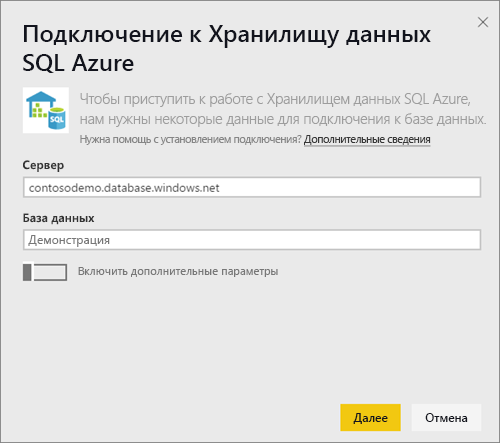 Подключение к Хранилищу данных
SQL Azure
SQL
Чтобы приступить к работе с Хранилищем данных SQL Azure,
нам нужны некоторые данные для подключения к базе данных.
Нужна помощь с установлением подключения? Дополнительные сведения
Сервер
contosodemo.database.windows.net
База данных
Демонстрация
Включить дополнительные параметры
Далее
Отмена